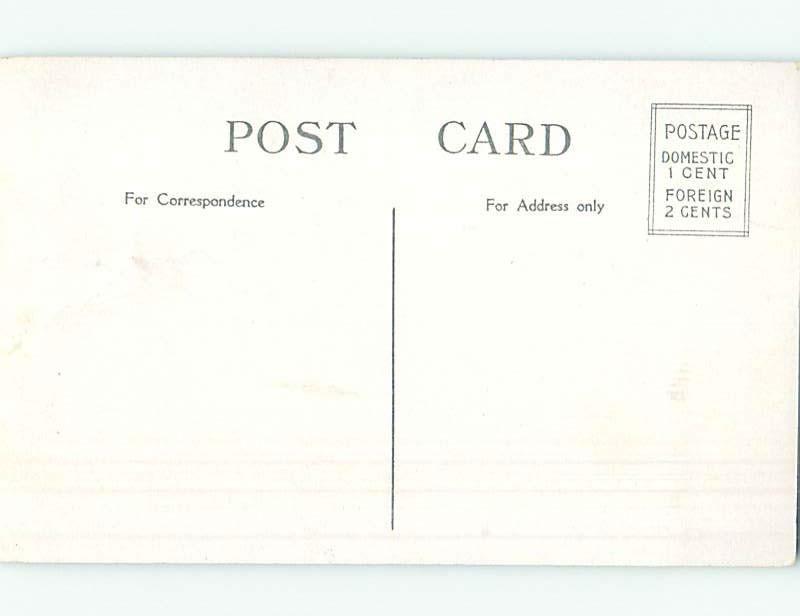 POST CARD
For Correspondence
For Address only
POSTAGE
DOMESTIC
1 CENT
FOREIGN
2 CENTS